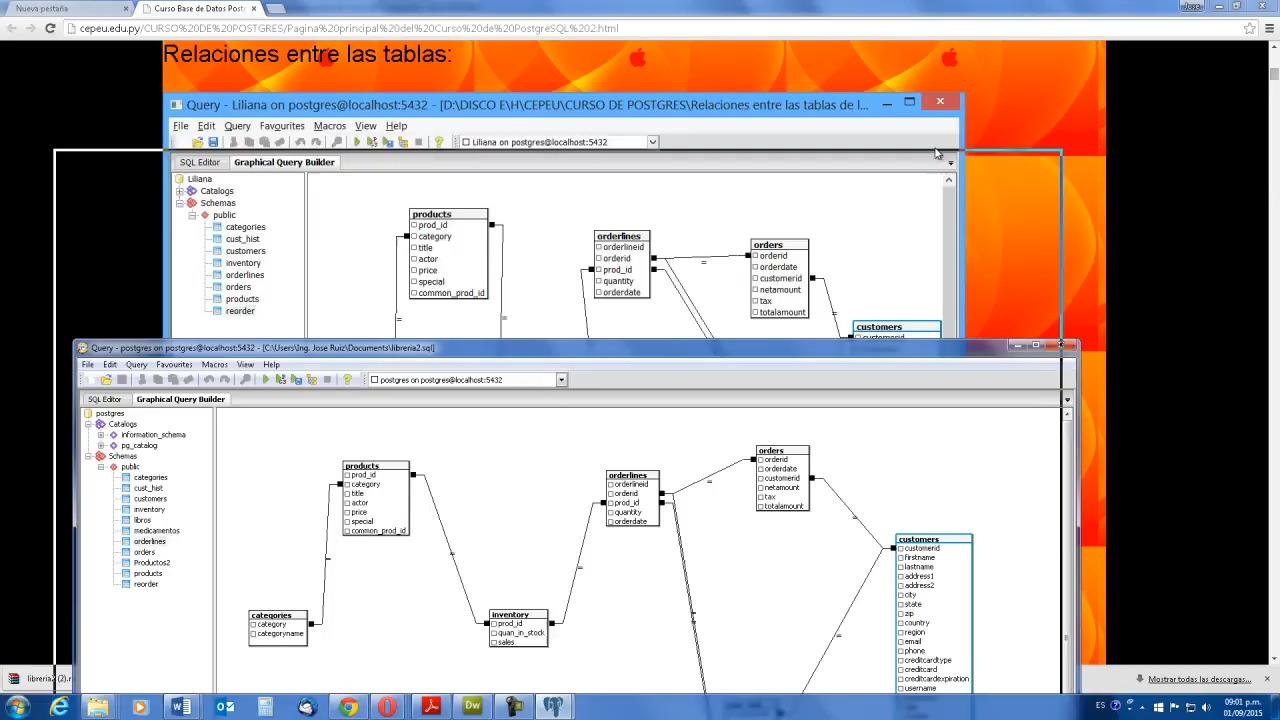 Nueva pestaña
Curso Base de Datos Post
Jose
cepeu.edu.py/CURSO%20DE%20POSTGRES/Pagina%20principal%20del%20Curso%20de%20PostgreSQL%202.html
Relaciones entre las tablas:
Query - Liliana on postgres@localhost:5432 - [D:\DISCO E\H\CEPEU\CURSO DE POSTGRES\Relaciones entre las tablas de l...
File Edit Query Favourites Macros View Help
Liliana on postgres@localhost:5432
SQL Editor Graphical Query Builder
Liliana
Catalogs
Schemas
public
categories
cust_hist
customers
inventory
orderlines
orders
products
reorder
products
prod_id
category
title
actor
price
special
common_prod_id
orderlines
orderlineid
orderid
prod_id
quantity
orderdate
orders
orderid
orderdate
customerid
netamount
tax
totalamount
customers
customerid
=
=
=
=
Query - postgres on postgres@localhost:5432 - [C:\Users\Ing. Jose Ruiz\Documents\libreria2.sql]
File Edit Query Favourites Macros View Help
postgres on postgres@localhost:5432
SQL Editor Graphical Query Builder
postgres
Catalogs
information_schema
pg_catalog
Schemas
public
categories
cust_hist
customers
inventory
libros
medicamentos
orderlines
orders
Productos2
products
reorder
products
prod_id
category
title
actor
price
special
common_prod_id
categories
category
categoryname
inventory
prod_id
quan_in_stock
sales
orderlines
orderlineid
orderid
prod_id
quantity
orderdate
orders
orderid
orderdate
customerid
netamount
tax
totalamount
customers
customerid
firstname
lastname
address1
address2
city
state
zip
country
region
email
phone
creditcardtype
creditcard
creditcardexpiration
username
=
=
=
=
=
=
=
libreria2 (2).r
Mostrar todas las descargas...
ES
09:01 p.m.
01/09/2015